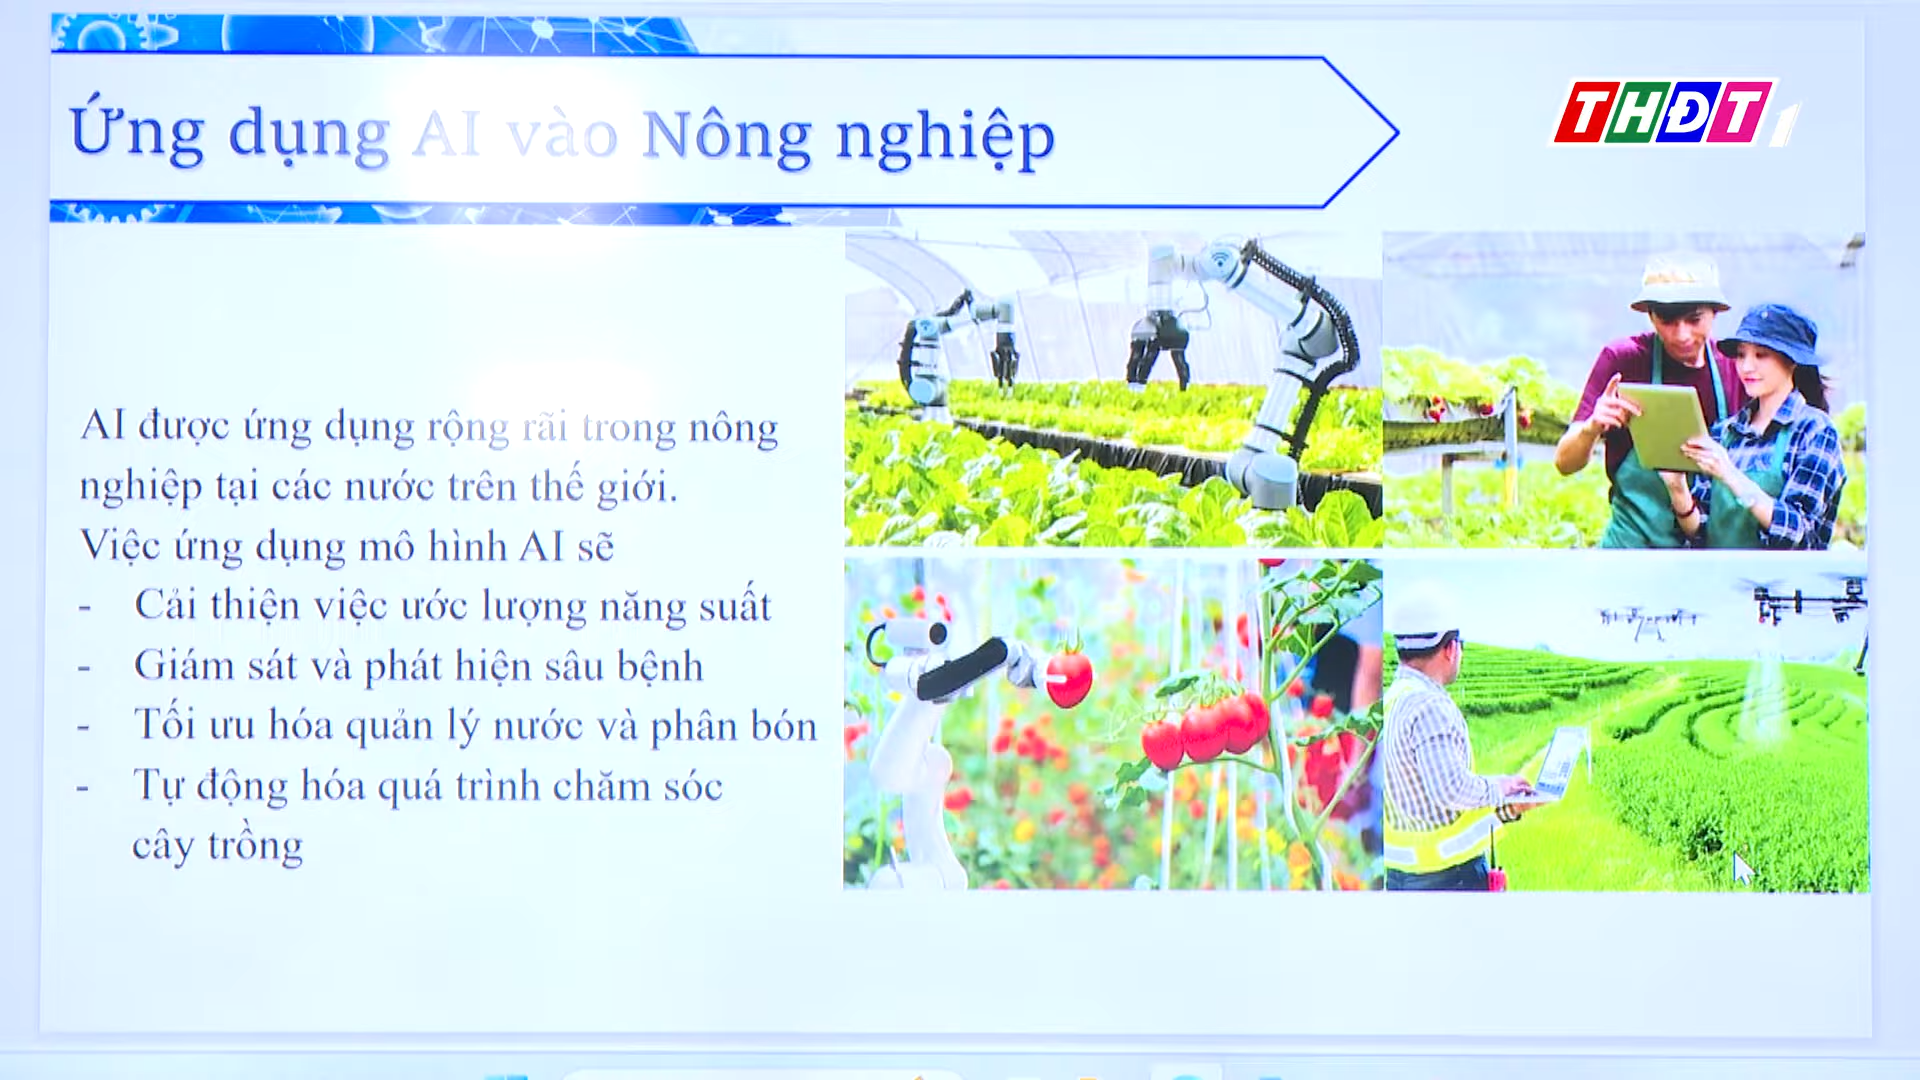 Ứng dụng AI vào Nông nghiệp
THĐT1
AI được ứng dụng rộng rãi trong nông
nghiệp tại các nước trên thế giới.
Việc ứng dụng mô hình AI sẽ
- Cải thiện việc ước lượng năng suất
- Giám sát và phát hiện sâu bệnh
- Tối ưu hóa quản lý nước và phân bón
- Tự động hóa quá trình chăm sóc
cây trồng